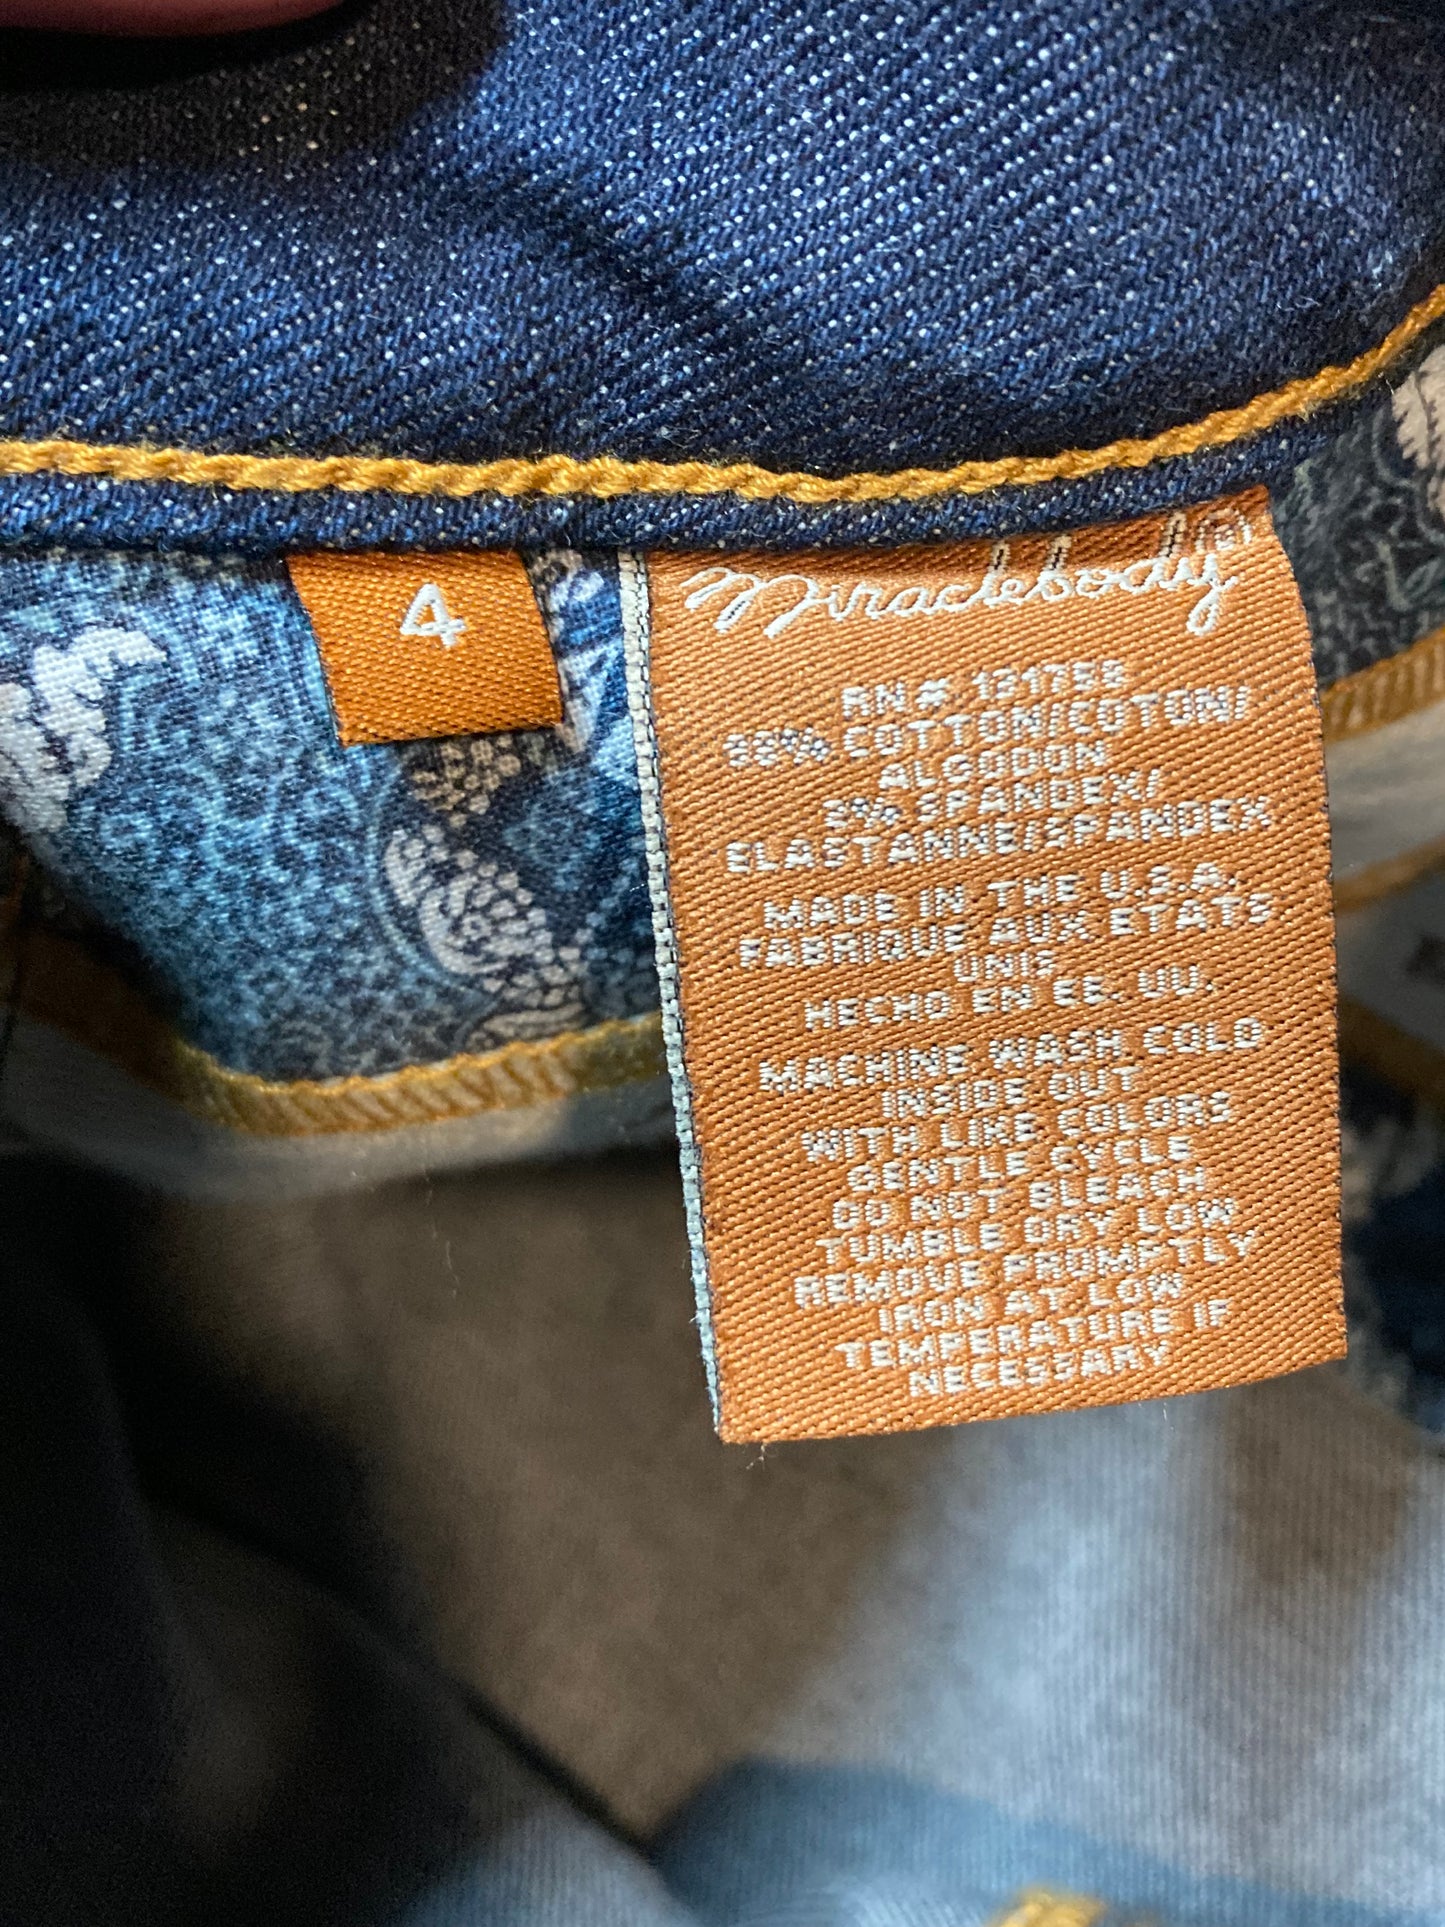 4
Miraclebody®
RN # 131758
98% COTTON/COTON/
ALGODON
2% SPANDEX/
ELASTANNE/SPANDEX
MADE IN THE U.S.A.
FABRIQUE AUX ETATS
UNIS
HECHO EN EE. UU.
MACHINE WASH COLD
INSIDE OUT
WITH LIKE COLORS
GENTLE CYCLE
DO NOT BLEACH
TUMBLE DRY LOW
REMOVE PROMPTLY
IRON AT LOW
TEMPERATURE IF
NECESSARY